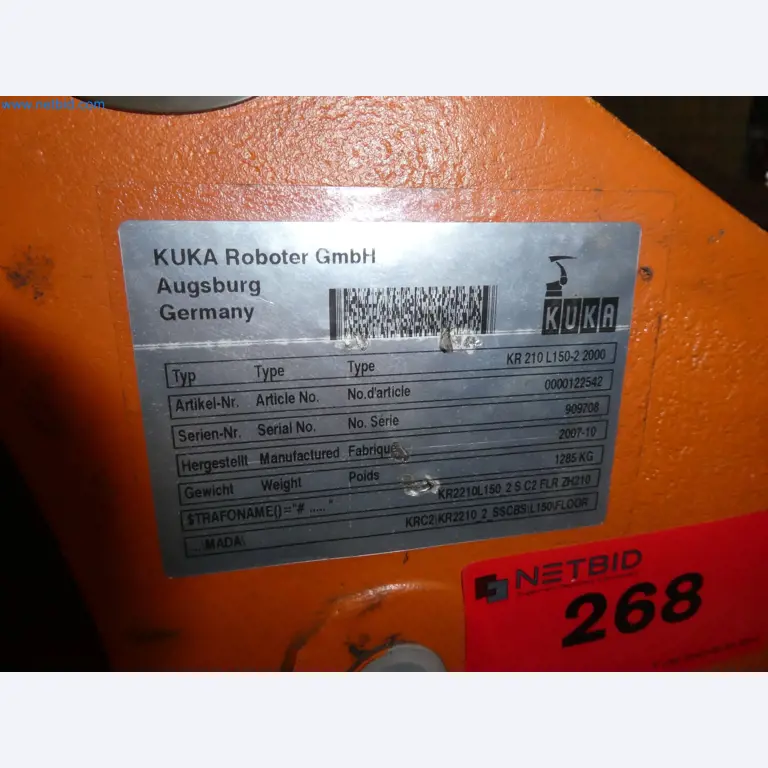 www.netbid.com
KUKA Roboter GmbH
Augsburg
Germany
KUKA
Typ Type Type KR 210 L150-2 2000
Artikel-Nr. Article No. No.d'article 0000122542
Serien-Nr. Serial No. No. Série 909708
Hergestellt Manufactured Fabriqué 2007-10
Gewicht Weight Poids 1285 KG
$TRAFONAME()="# ....." KR2210L150_2 S C2 FLR ZH210
...MADA\ KRC2\KR2210_2_SSCBS\L150\FLOOR
NETBID
268